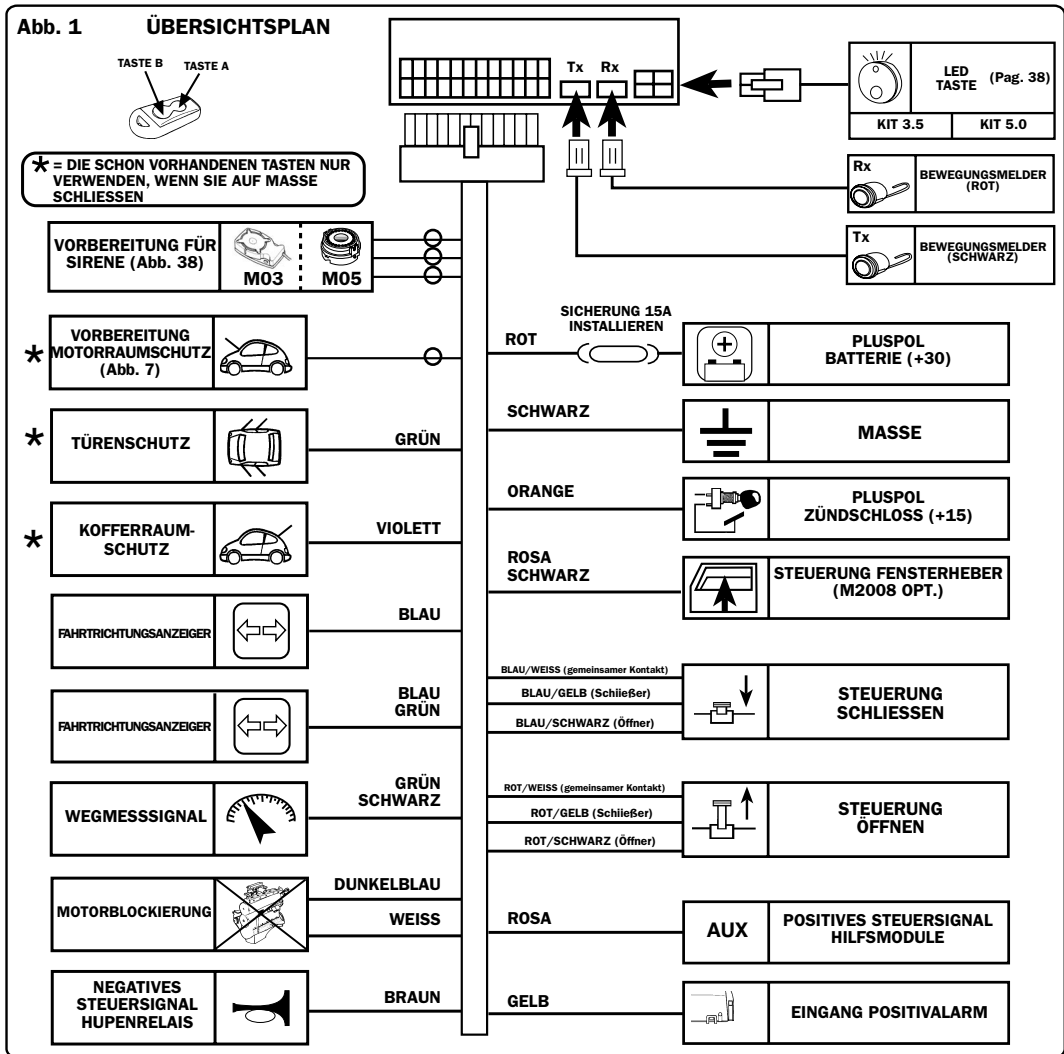 Abb. 1 ÜBERSICHTSPLAN
TASTE B TASTE A
* = DIE SCHON VORHANDENEN TASTEN NUR
VERWENDEN, WENN SIE AUF MASSE
SCHLIESSEN
Tx Rx
LED
TASTE
(Pag. 38)
KIT 3.5 KIT 5.0
Rx
BEWEGUNGSMELDER
(ROT)
Tx
BEWEGUNGSMELDER
(SCHWARZ)
VORBEREITUNG FÜR
SIRENE (Abb. 38)
M03 M05
* VORBEREITUNG
MOTORRAUMSCHUTZ
(Abb. 7)
* TÜRENSCHUTZ
GRÜN
* KOFFERRAUM-
SCHUTZ
VIOLETT
FAHRTRICHTUNGSANZEIGER
BLAU
FAHRTRICHTUNGSANZEIGER
BLAU
GRÜN
WEGMESSSIGNAL
GRÜN
SCHWARZ
MOTORBLOCKIERUNG
DUNKELBLAU
WEISS
NEGATIVES
STEUERSIGNAL
HUPENRELAIS
BRAUN
ROT
SICHERUNG 15A
INSTALLIEREN
PLUSPOL
BATTERIE (+30)
SCHWARZ
MASSE
ORANGE
PLUSPOL
ZÜNDSCHLOSS (+15)
ROSA
SCHWARZ
STEUERUNG FENSTERHEBER
(M2008 OPT.)
BLAU/WEISS (gemeinsamer Kontakt)
BLAU/GELB (Schiießer)
BLAU/SCHWARZ (Öffner)
STEUERUNG
SCHLIESSEN
ROT/WEISS (gemeinsamer Kontakt)
ROT/GELB (Schiießer)
ROT/SCHWARZ (Öffner)
STEUERUNG
ÖFFNEN
ROSA
AUX
POSITIVES STEUERSIGNAL
HILFSMODULE
GELB
EINGANG POSITIVALARM